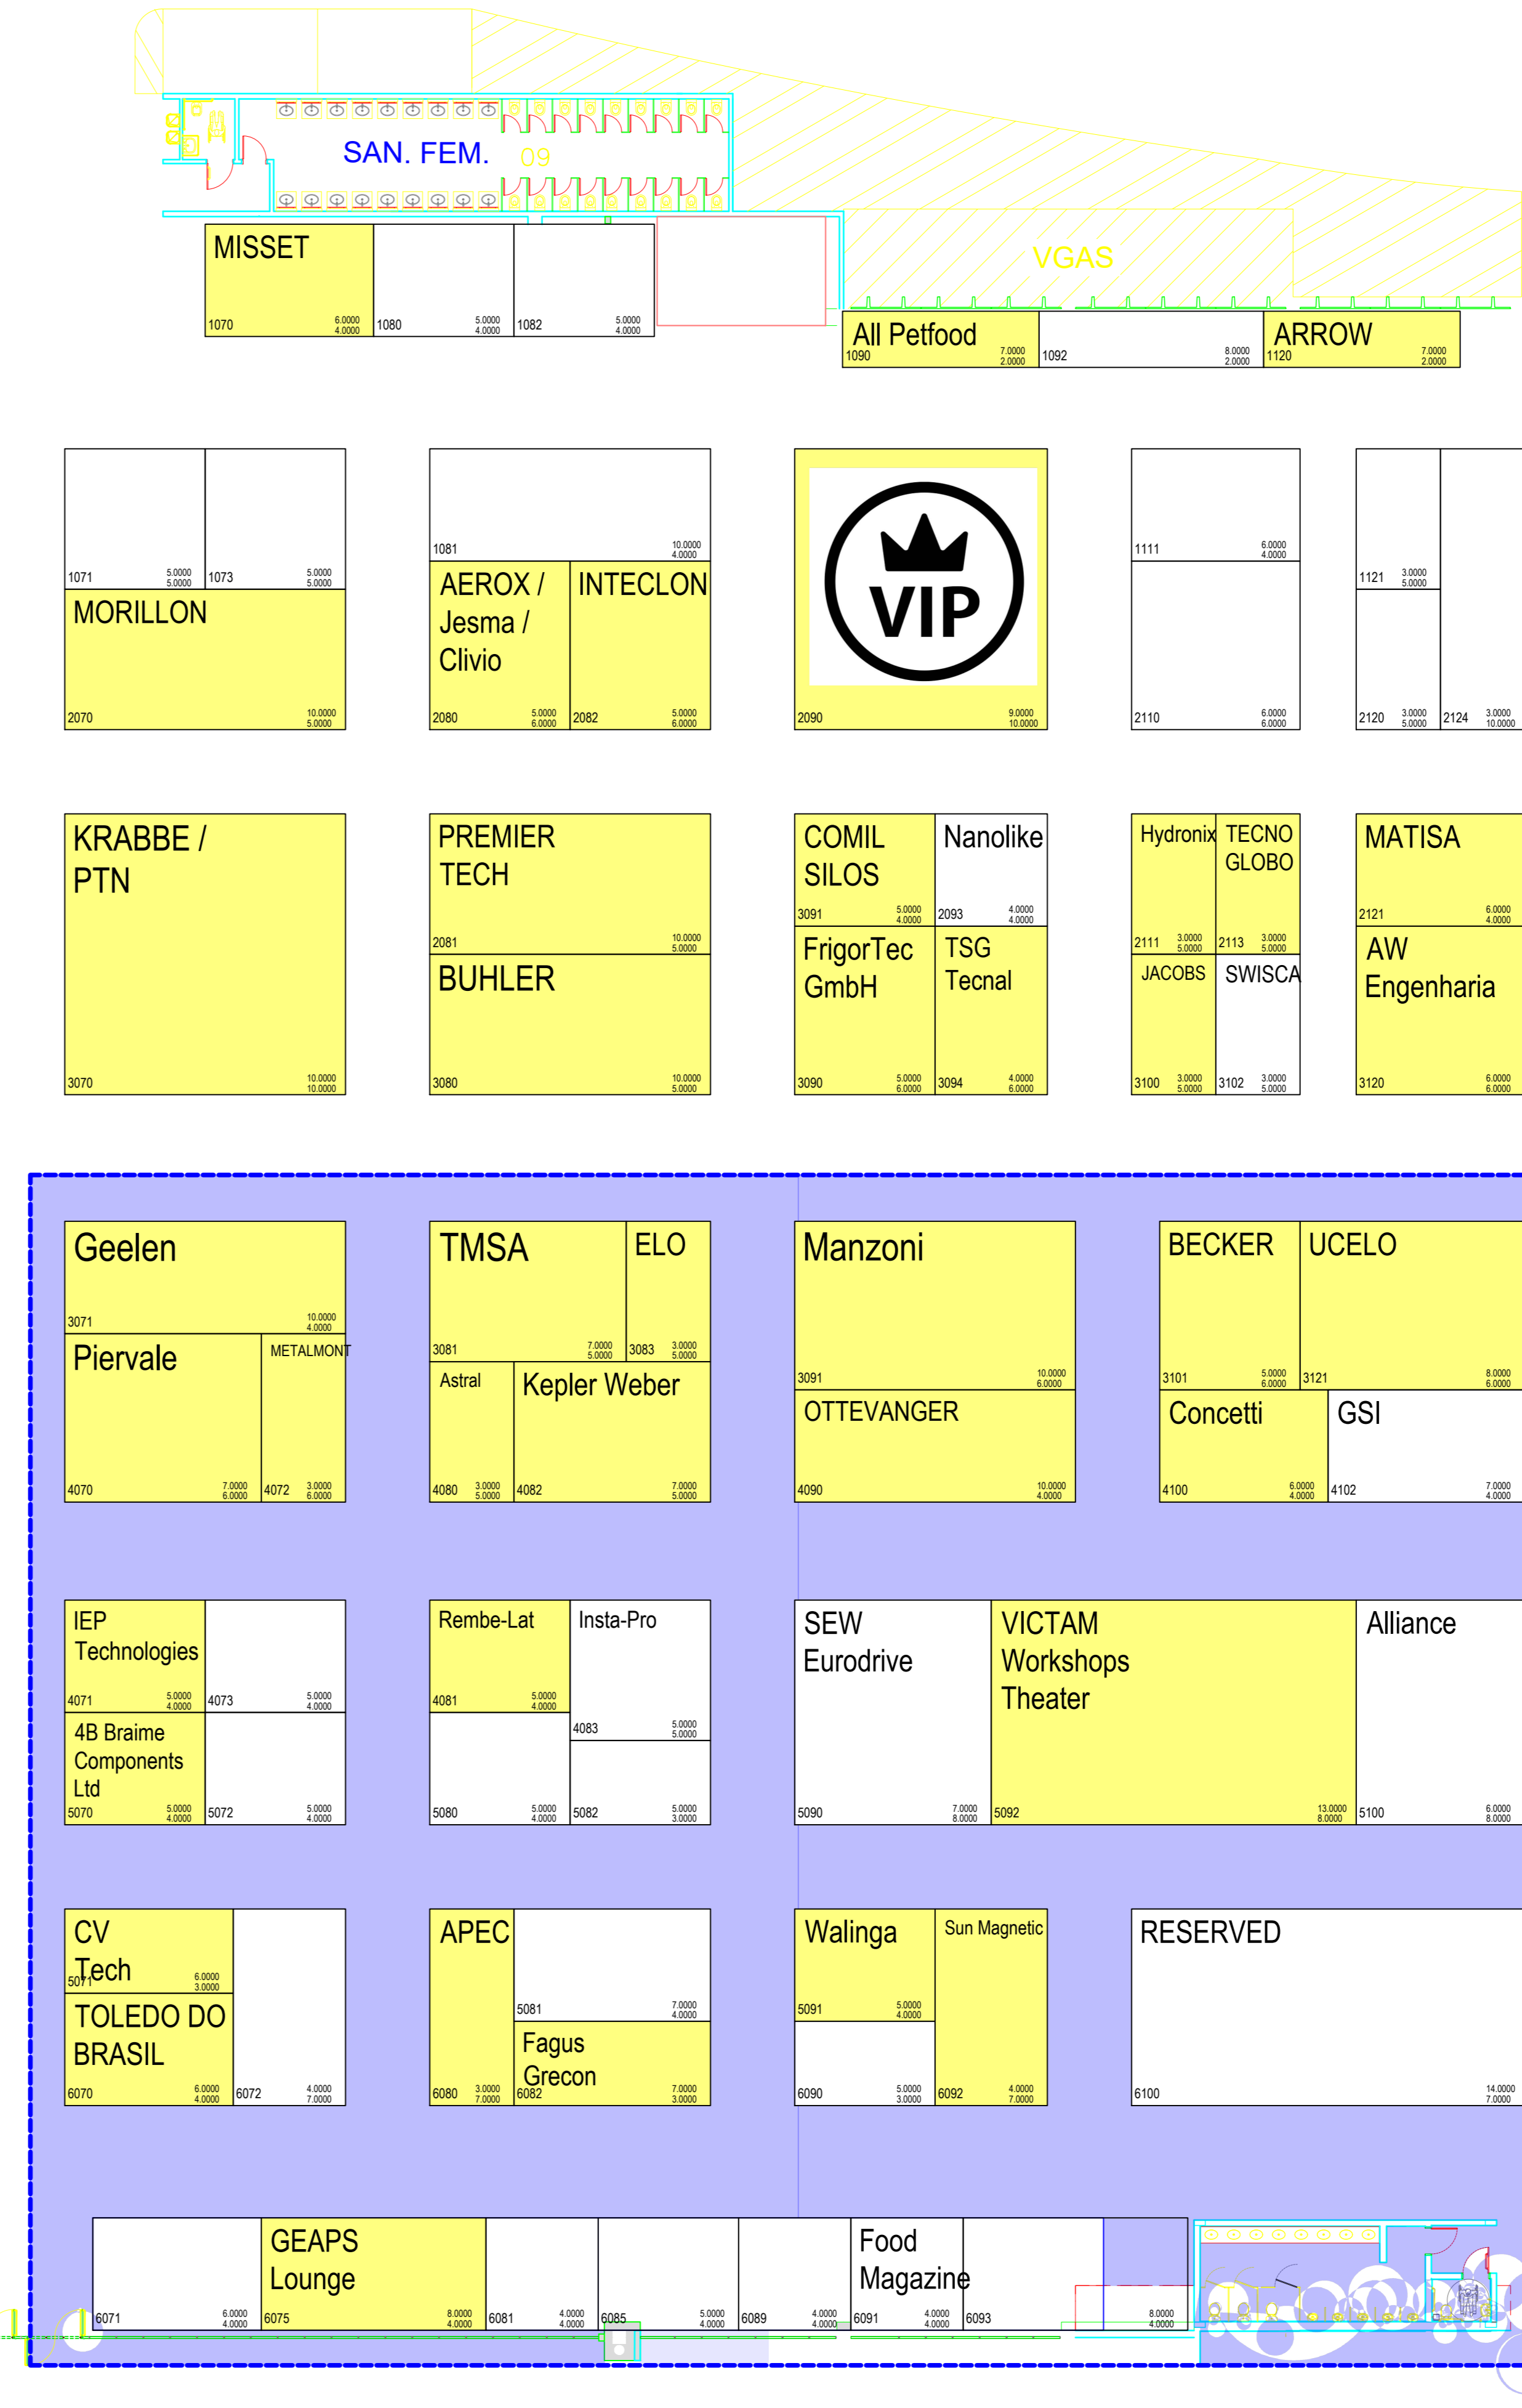 SAN. FEM. 09
MISSET
1070 6.0000 4.0000
1080 5.0000 4.0000
1082 5.0000 4.0000
VGAS
All Petfood
1090 7.0000 2.0000
1092 8.0000 2.0000
ARROW
1120 7.0000 2.0000
1071 5.0000 5.0000
1073 5.0000 5.0000
MORILLON
2070 10.0000 5.0000
1081 10.0000 4.0000
AEROX /
Jesma /
Clivio
2080 5.0000 6.0000
INTECLON
2082 5.0000 6.0000
VIP
2090 9.0000 10.0000
1111 6.0000 4.0000
2110 6.0000 6.0000
1121 3.0000 5.0000
2120 3.0000 5.0000
2124 3.0000 10.0000
KRABBE /
PTN
3070 10.0000 10.0000
PREMIER
TECH
2081 10.0000 5.0000
BUHLER
3080 10.0000 5.0000
COMIL
SILOS
3091 5.0000 4.0000
Nanolike
2093 4.0000 4.0000
FrigorTec
GmbH
3090 5.0000 6.0000
TSG
Tecnal
3094 4.0000 6.0000
Hydronix
2111 3.0000 5.0000
TECNO
GLOBO
2113 3.0000 5.0000
JACOBS
3100 3.0000 5.0000
SWISCA
3102 3.0000 5.0000
MATISA
2121 6.0000 4.0000
AW
Engenharia
3120 6.0000 6.0000
Geelen
3071 10.0000 4.0000
Piervale
4070 7.0000 6.0000
METALMONT
4072 3.0000 6.0000
TMSA
3081 7.0000 5.0000
ELO
3083 3.0000 5.0000
Astral
4080 3.0000 5.0000
Kepler Weber
4082 7.0000 5.0000
Manzoni
3091 10.0000 6.0000
OTTEVANGER
4090 10.0000 4.0000
BECKER
3101 5.0000 6.0000
UCELO
3121 8.0000 6.0000
Concetti
4100 6.0000 4.0000
GSI
4102 7.0000 4.0000
IEP
Technologies
4071 5.0000 4.0000
4073 5.0000 4.0000
4B Braime
Components
Ltd
5070 5.0000 4.0000
5072 5.0000 4.0000
Rembe-Lat
4081 5.0000 4.0000
Insta-Pro
4083 5.0000 5.0000
5080 5.0000 4.0000
5082 5.0000 3.0000
SEW
Eurodrive
5090 7.0000 8.0000
VICTAM
Workshops
Theater
5092 13.0000 8.0000
Alliance
5100 6.0000 8.0000
CV
Tech
5071 6.0000 3.0000
TOLEDO DO
BRASIL
6070 6.0000 4.0000
6072 4.0000 7.0000
APEC
6080 3.0000 7.0000
5081 7.0000 4.0000
Fagus
Grecon
6082 7.0000 3.0000
Walinga
5091 5.0000 4.0000
6090 5.0000 3.0000
Sun Magnetic
6092 4.0000 7.0000
RESERVED
6100 14.0000 7.0000
6071 6.0000 4.0000
GEAPS
Lounge
6075 8.0000 4.0000
6081 4.0000 4.0000
6085 5.0000 4.0000
6089 4.0000 4.0000
Food
Magazine
6091 4.0000 4.0000
6093 8.0000 4.0000